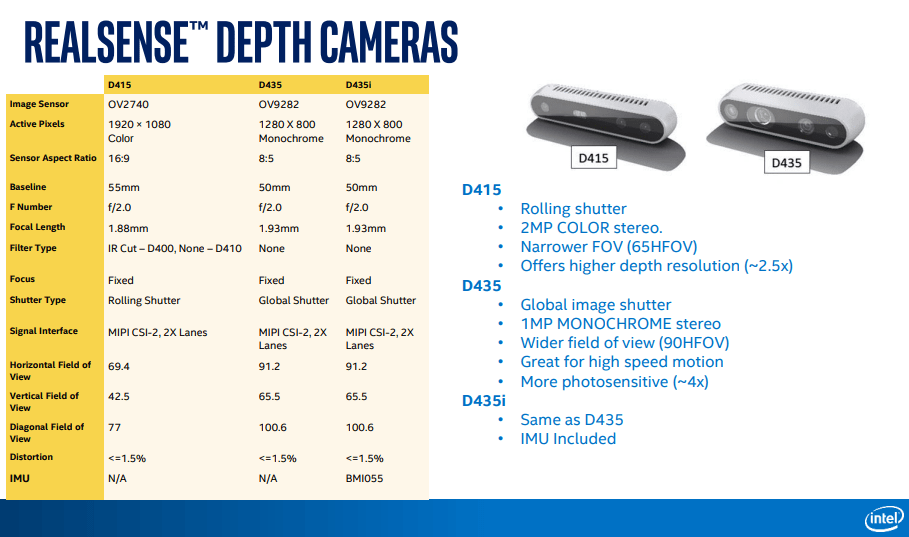 REALSENSE™ DEPTH CAMERAS
D415 D435 D435i
Image Sensor OV2740 OV9282 OV9282
Active Pixels 1920 × 1080 1280 X 800 1280 X 800
Color Monochrome Monochrome
Sensor Aspect Ratio 16:9 8:5 8:5
Baseline 55mm 50mm 50mm
F Number f/2.0 f/2.0 f/2.0
Focal Length 1.88mm 1.93mm 1.93mm
Filter Type IR Cut – D400, None – D410 None None
Focus Fixed Fixed Fixed
Shutter Type Rolling Shutter Global Shutter Global Shutter
Signal Interface MIPI CSI-2, 2X Lanes MIPI CSI-2, 2X MIPI CSI-2, 2X
Lanes Lanes
Horizontal Field of 69.4 91.2 91.2
View
Vertical Field of 42.5 65.5 65.5
View
Diagonal Field of 77 100.6 100.6
View
Distortion <=1.5% <=1.5% <=1.5%
IMU N/A N/A BMI055
D415 D435
D415
• Rolling shutter
• 2MP COLOR stereo.
• Narrower FOV (65HFOV)
• Offers higher depth resolution (~2.5x)
D435
• Global image shutter
• 1MP MONOCHROME stereo
• Wider field of view (90HFOV)
• Great for high speed motion
• More photosensitive (~4x)
D435i
• Same as D435
• IMU Included
intel